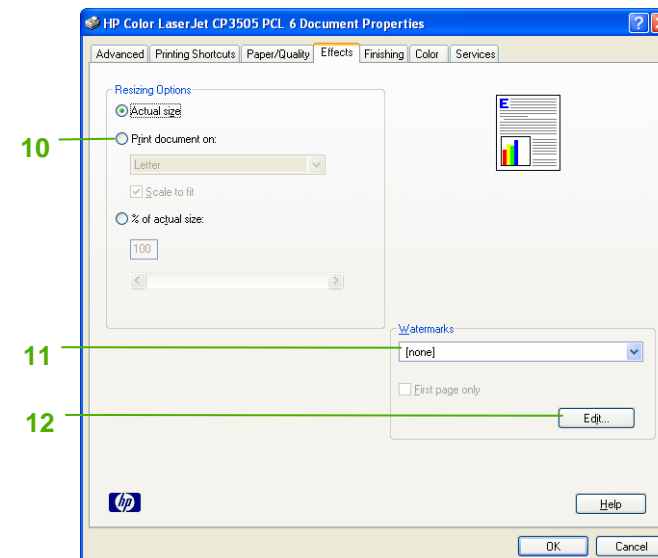 HP Color LaserJet CP3505 PCL 6 Document Properties
Advanced Printing Shortcuts Paper/Quality Effects Finishing Color Services
Resizing Options
Actual size
E
10
Print document on:
Letter
Scale to fit
% of actual size:
100
Watermarks
11
[none]
First page only
12
Edit...
hp
Help
OK Cancel